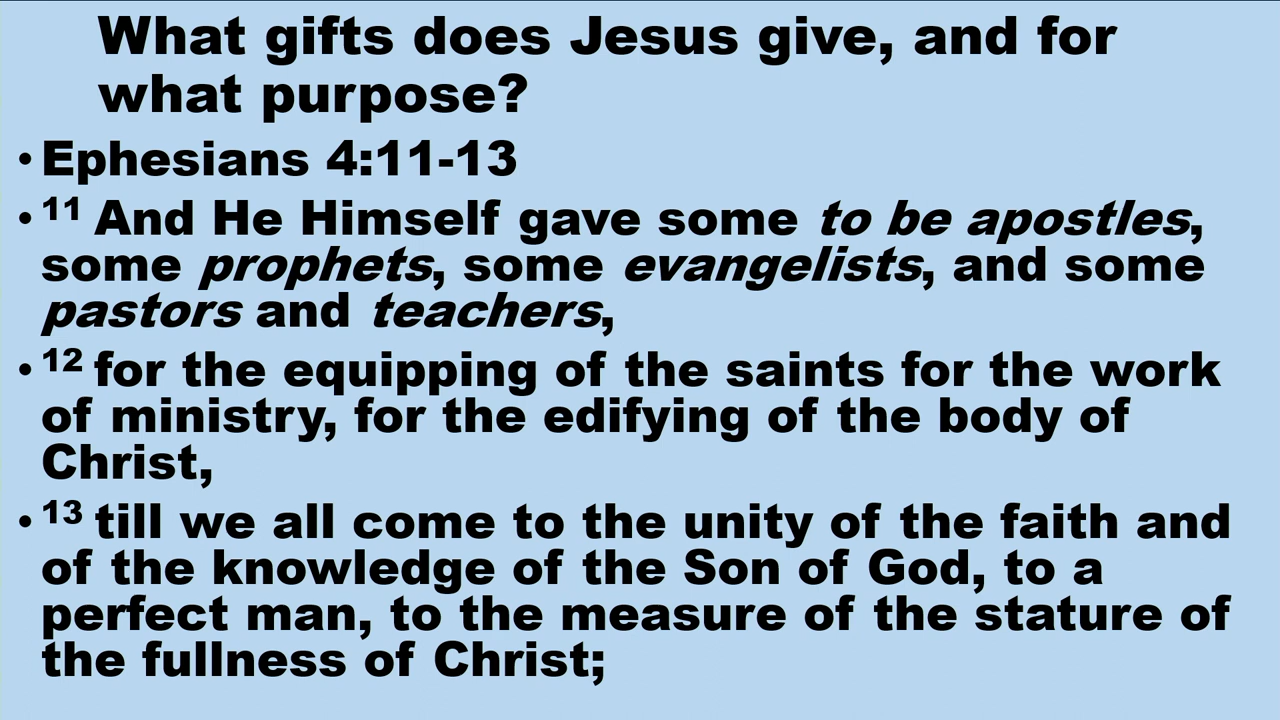 What gifts does Jesus give, and for
what purpose?
• Ephesians 4:11-13
• 11 And He Himself gave some to be apostles,
some prophets, some evangelists, and some
pastors and teachers,
• 12 for the equipping of the saints for the work
of ministry, for the edifying of the body of
Christ,
• 13 till we all come to the unity of the faith and
of the knowledge of the Son of God, to a
perfect man, to the measure of the stature of
the fullness of Christ;